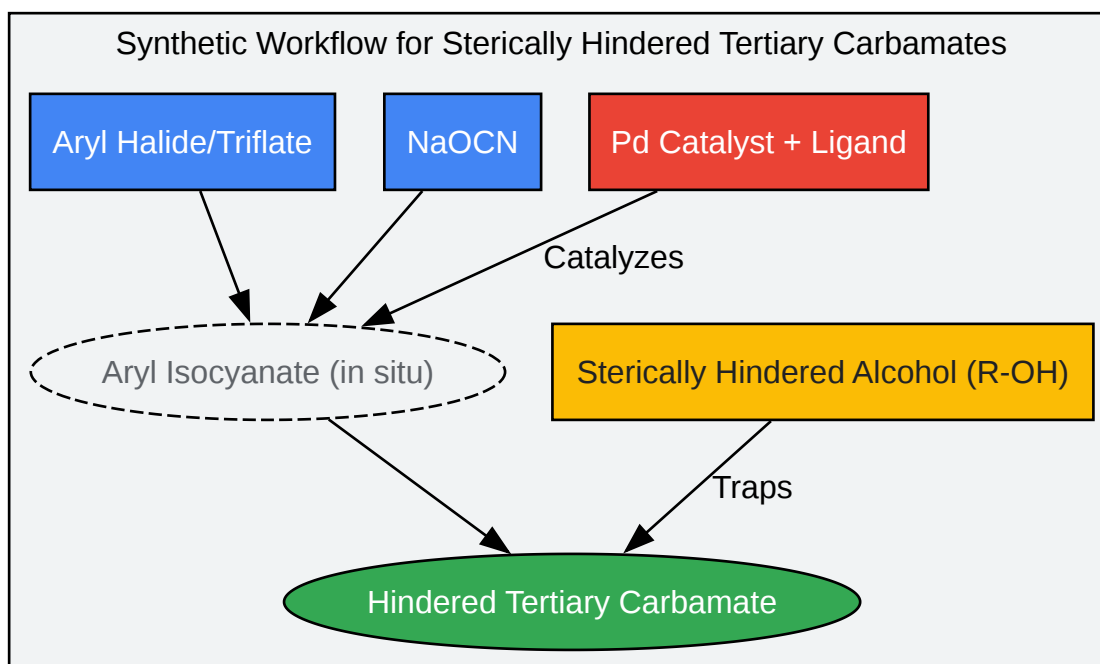 Synthetic Workflow for Sterically Hindered Tertiary Carbamates
Aryl Halide/Triflate
NaOCN
Pd Catalyst + Ligand
Catalyzes
Aryl Isocyanate (in situ)
Sterically Hindered Alcohol (R-OH)
Traps
Hindered Tertiary Carbamate